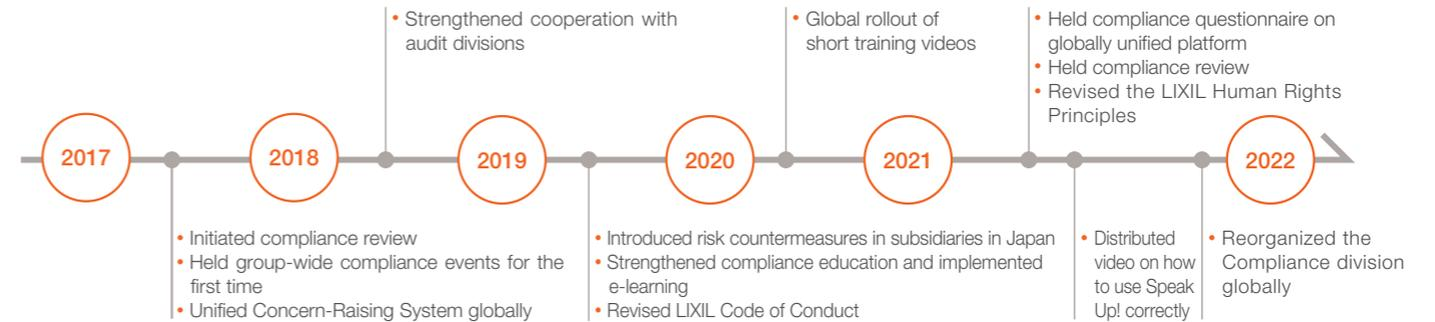 • Strengthened cooperation with
audit divisions
• Global rollout of
short training videos
• Held compliance questionnaire on
globally unified platform
• Held compliance review
• Revised the LIXIL Human Rights
Principles
2017
2018
2019
2020
2021
2022
• Initiated compliance review
• Held group-wide compliance events for the
first time
• Unified Concern-Raising System globally
• Introduced risk countermeasures in subsidiaries in Japan
• Strengthened compliance education and implemented
e-learning
• Revised LIXIL Code of Conduct
• Distributed
video on how
to use Speak
Up! correctly
• Reorganized the
Compliance division
globally